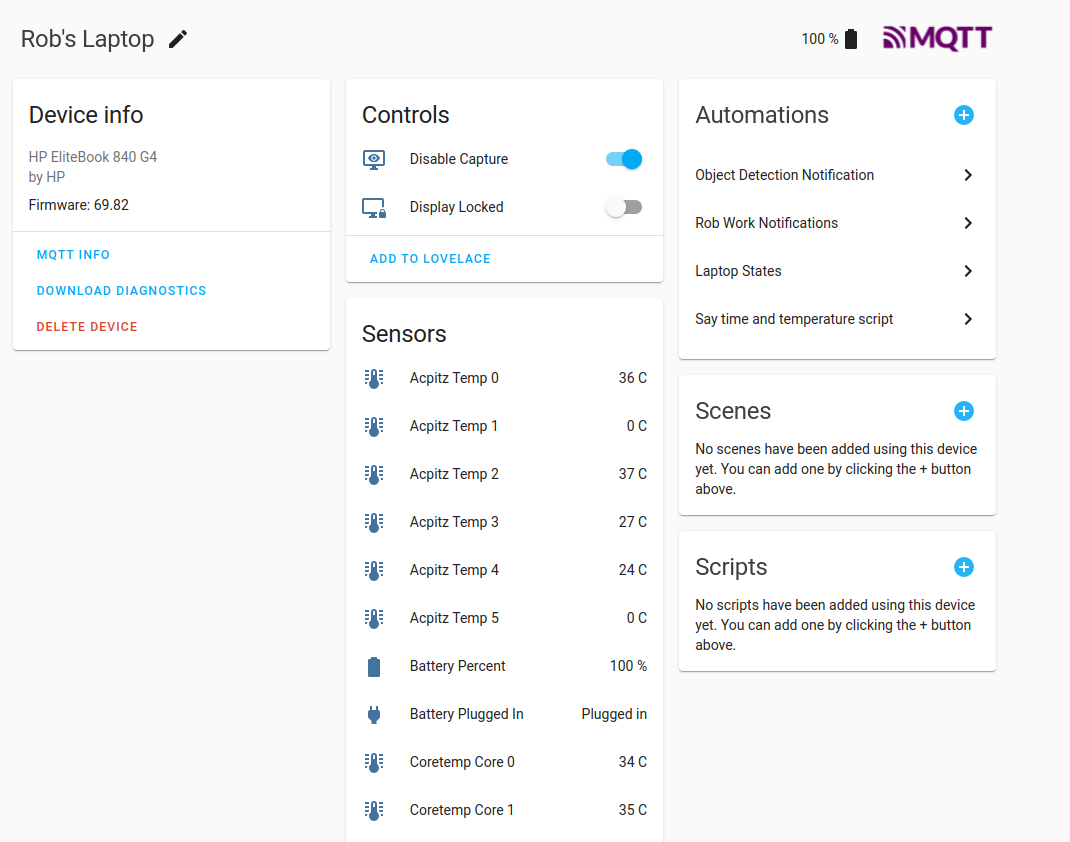 Rob's Laptop
100 %
MQTT
Device info
HP EliteBook 840 G4
by HP
Firmware: 69.82
MQTT INFO
DOWNLOAD DIAGNOSTICS
DELETE DEVICE
Controls
Disable Capture
Display Locked
ADD TO LOVELACE
Sensors
Acpitz Temp 0 36 C
Acpitz Temp 1 0 C
Acpitz Temp 2 37 C
Acpitz Temp 3 27 C
Acpitz Temp 4 24 C
Acpitz Temp 5 0 C
Battery Percent 100 %
Battery Plugged In Plugged in
Coretemp Core 0 34 C
Coretemp Core 1 35 C
Automations
Object Detection Notification
Rob Work Notifications
Laptop States
Say time and temperature script
Scenes
No scenes have been added using this device
yet. You can add one by clicking the + button
above.
Scripts
No scripts have been added using this device
yet. You can add one by clicking the + button
above.